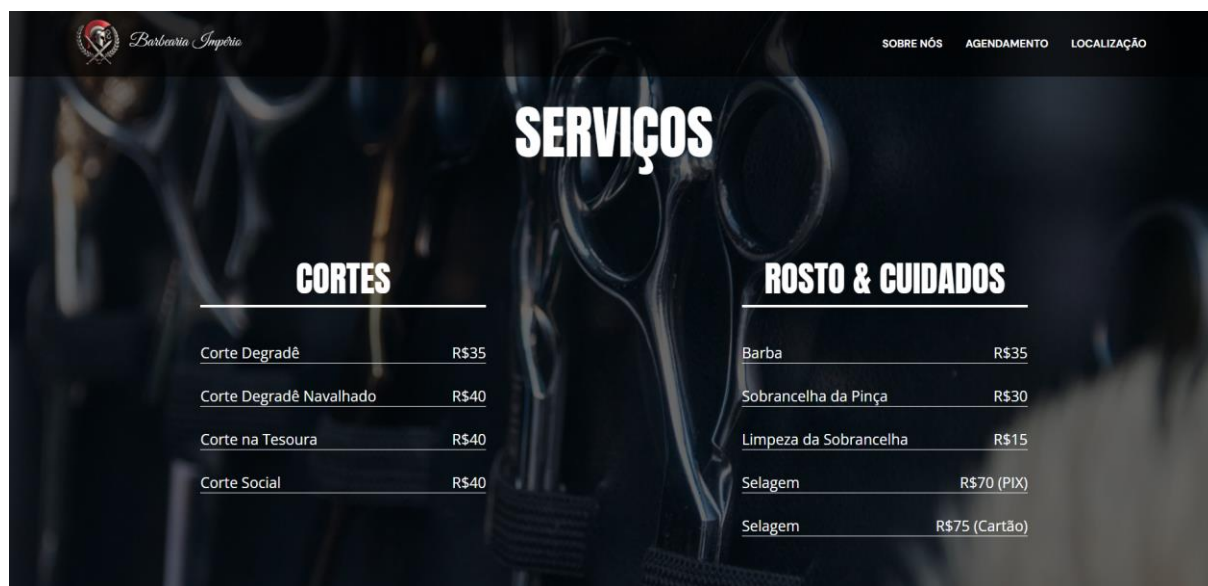 Barbearia Império
SOBRE NÓS AGENDAMENTO LOCALIZAÇÃO
SERVIÇOS
CORTES
Corte Degradê R$35
Corte Degradê Navalhado R$40
Corte na Tesoura R$40
Corte Social R$40
ROSTO & CUIDADOS
Barba R$35
Sobrancelha da Pinça R$30
Limpeza da Sobrancelha R$15
Selagem R$70 (PIX)
Selagem R$75 (Cartão)